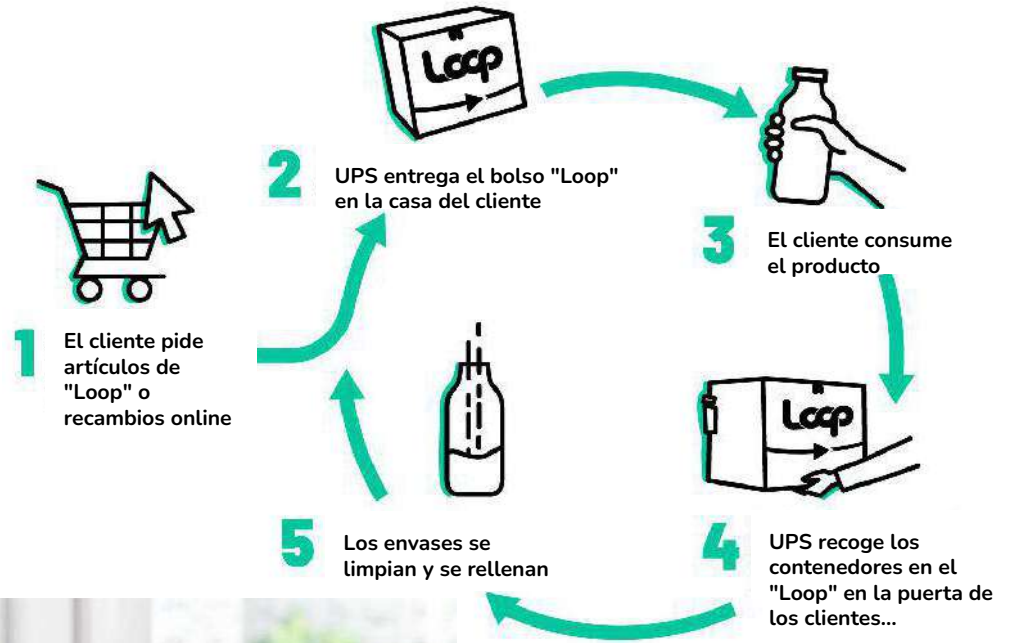 Loop
2
UPS entrega el bolso "Loop"
en la casa del cliente
1
El cliente pide
artículos de
"Loop" o
recambios online
3
El cliente consume
el producto
Loop
4
UPS recoge los
contenedores en el
"Loop" en la puerta de
los clientes...
5
Los envases se
limpian y se rellenan